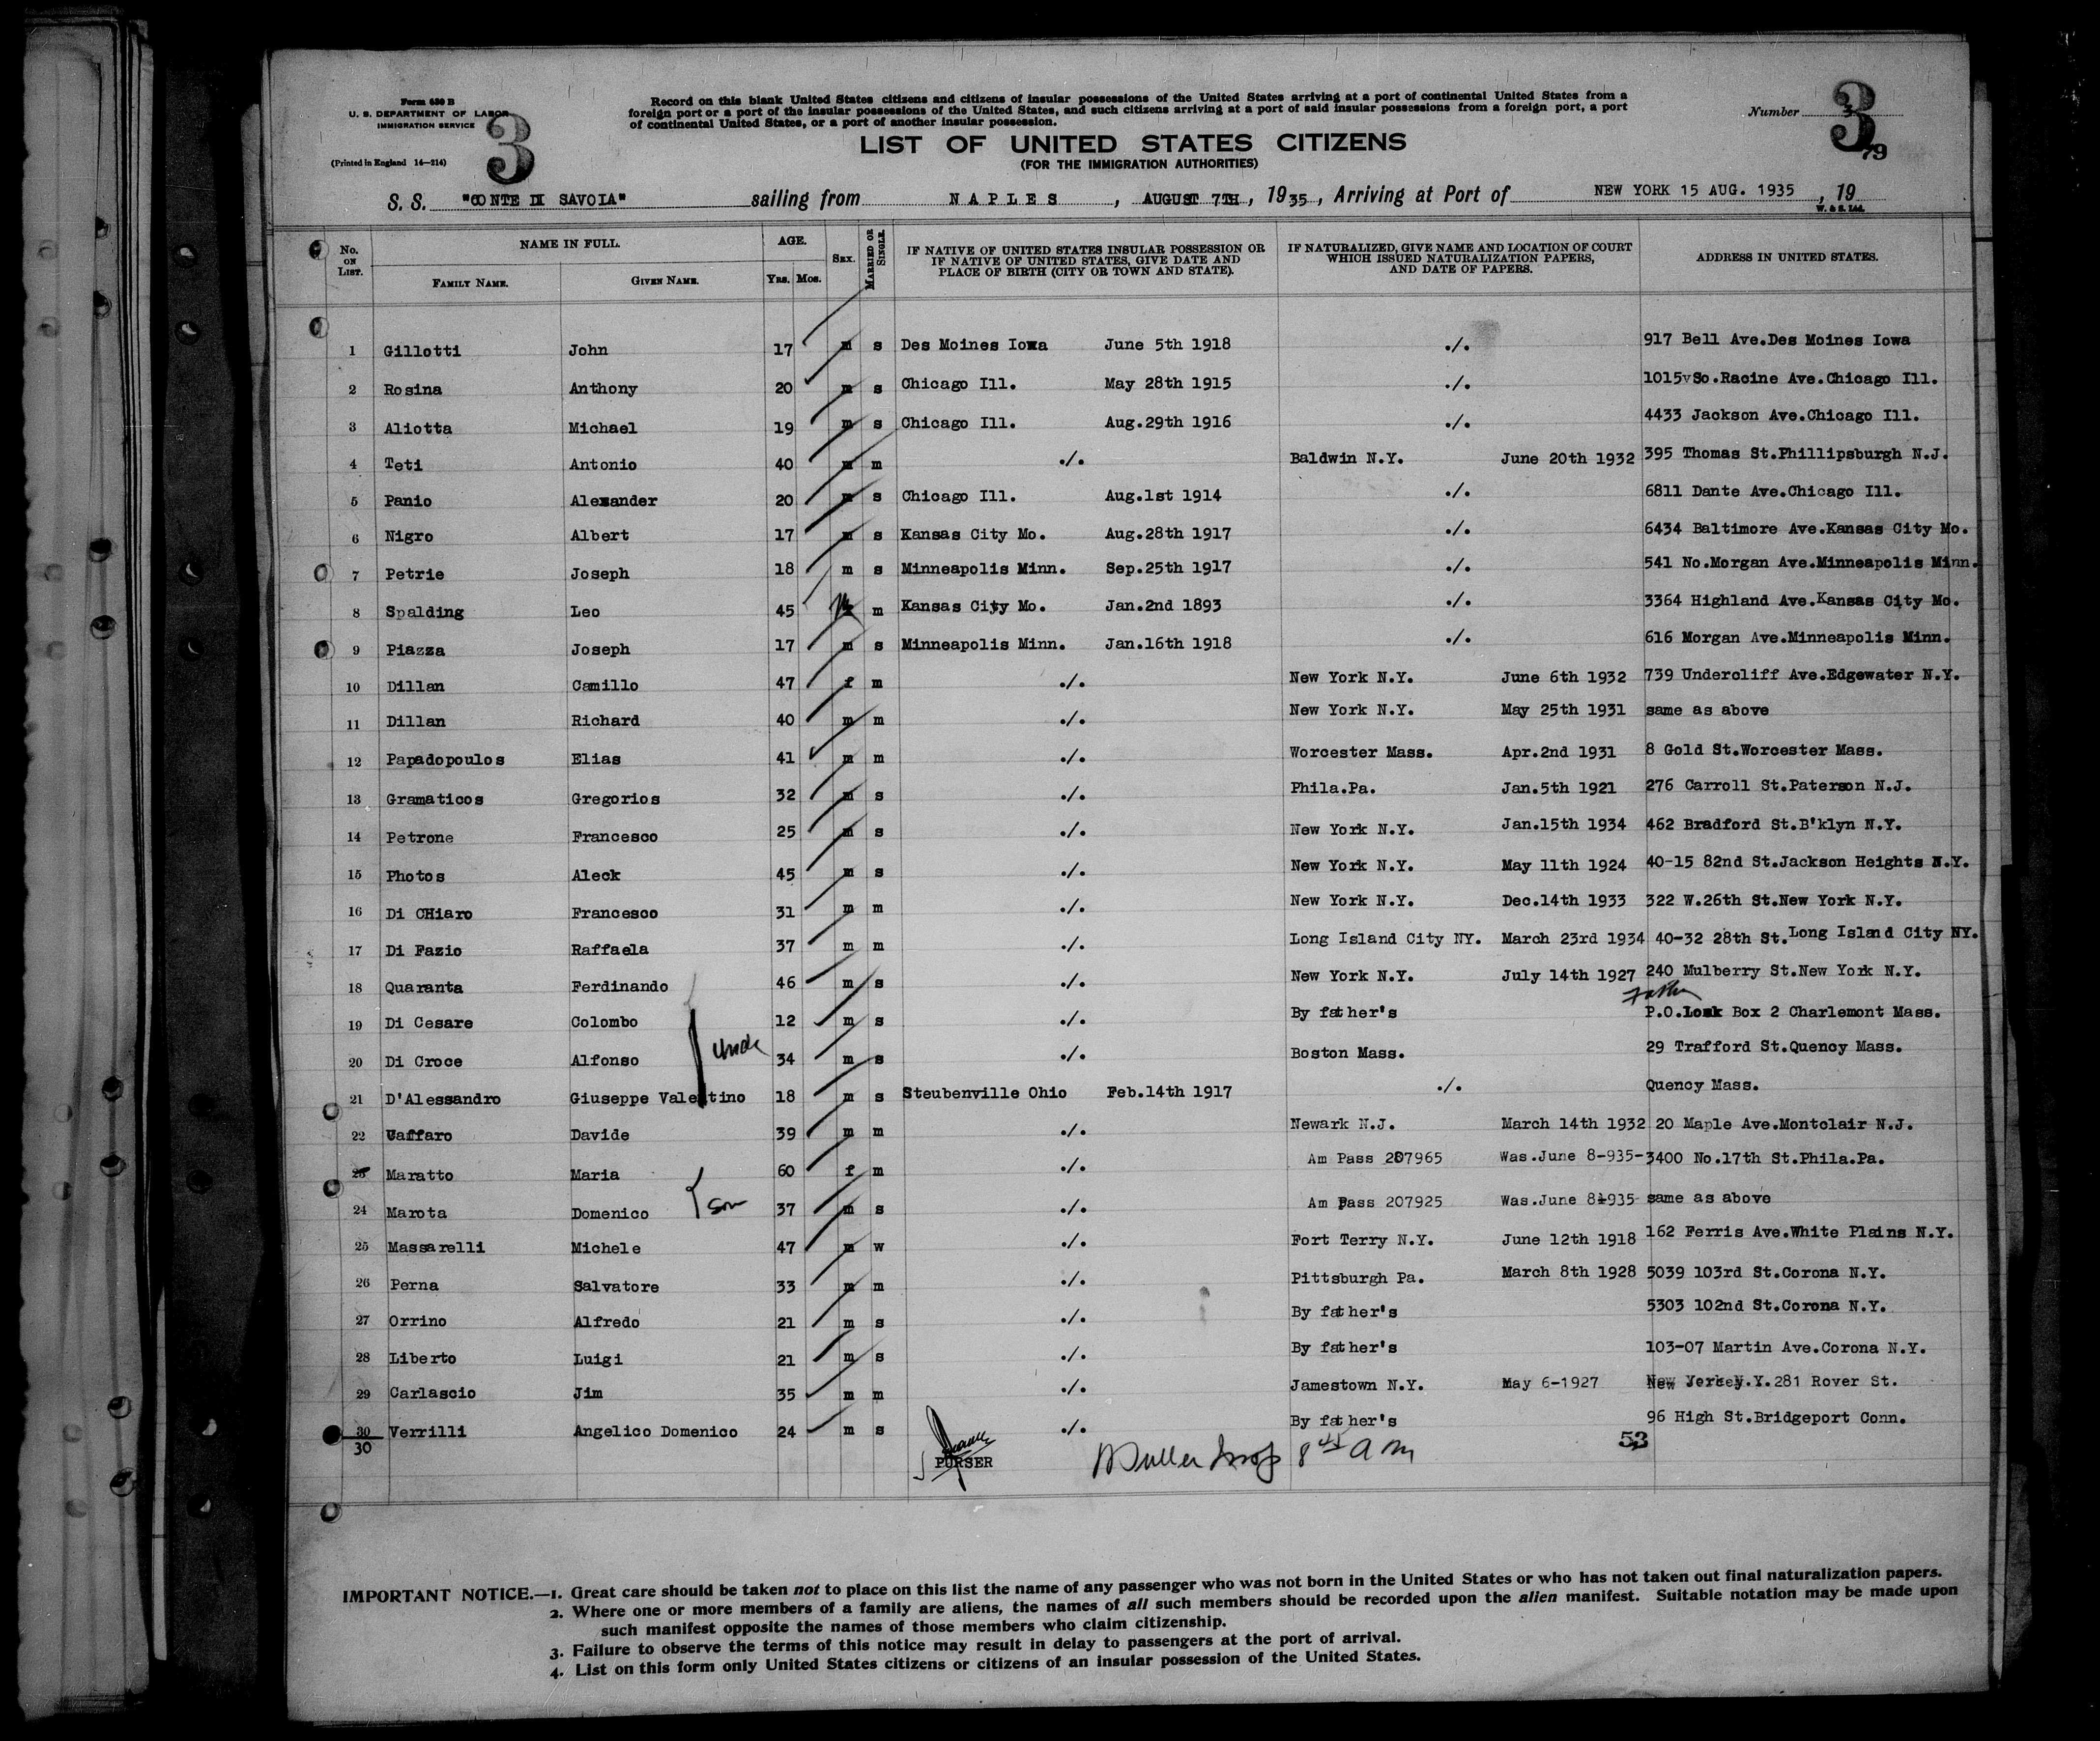 Form 630 B
U. S. DEPARTMENT OF LABOR
IMMIGRATION SERVICE
(Printed in England 14—214)
3
Record on this blank United States citizens and citizens of insular possessions of the United States arriving at a port of continental United States from a
foreign port or a port of the insular possessions of the United States, and such citizens arriving at a port of said insular possessions from a foreign port, a port
of continental United States, or a port of another insular possession.
Number 3
79
LIST OF UNITED STATES CITIZENS
(FOR THE IMMIGRATION AUTHORITIES)
S. S. "CONTE DI SAVOIA" sailing from NAPLES, AUGUST 7TH, 1935, Arriving at Port of NEW YORK 15 AUG. 1935, 19
W. & S. Ltd.
No. ON LIST. NAME IN FULL. FAMILY NAME. GIVEN NAME. AGE. YRS. MOS. SEX. MARRIED OR SINGLE. IF NATIVE OF UNITED STATES INSULAR POSSESSION OR IF NATIVE OF UNITED STATES, GIVE DATE AND PLACE OF BIRTH (CITY OR TOWN AND STATE). IF NATURALIZED, GIVE NAME AND LOCATION OF COURT WHICH ISSUED NATURALIZATION PAPERS, AND DATE OF PAPERS. ADDRESS IN UNITED STATES.
1 Gillotti John 17 m s Des Moines Iowa June 5th 1918 ./. 917 Bell Ave.Des Moines Iowa
2 Rosina Anthony 20 m s Chicago Ill. May 28th 1915 ./. 1015vSo.Racine Ave.Chicago Ill.
3 Aliotta Michael 19 m s Chicago Ill. Aug.29th 1916 ./. 4433 Jackson Ave.Chicago Ill.
4 Teti Antonio 40 m m ./. Baldwin N.Y. June 20th 1932 395 Thomas St.Phillipsburgh N.J.
5 Panio Alexander 20 m s Chicago Ill. Aug.1st 1914 ./. 6811 Dante Ave.Chicago Ill.
6 Nigro Albert 17 m s Kansas City Mo. Aug.28th 1917 ./. 6434 Baltimore Ave.Kansas City Mo.
7 Petrie Joseph 18 m s Minneapolis Minn. Sep.25th 1917 ./. 541 No.Morgan Ave.Minneapolis Minn.
8 Spalding Leo 45 m m Kansas City Mo. Jan.2nd 1893 ./. 3364 Highland Ave.Kansas City Mo.
9 Piazza Joseph 17 m s Minneapolis Minn. Jan.16th 1918 ./. 616 Morgan Ave.Minneapolis Minn.
10 Dillan Camillo 47 f m ./. New York N.Y. June 6th 1932 739 Undercliff Ave.Edgewater N.Y.
11 Dillan Richard 40 m m ./. New York N.Y. May 25th 1931 same as above
12 Papadopoulos Elias 41 m m ./. Worcester Mass. Apr.2nd 1931 8 Gold St.Worcester Mass.
13 Gramaticos Gregorios 32 m s ./. Phila.Pa. Jan.5th 1921 276 Carroll St.Paterson N.J.
14 Petrone Francesco 25 m s ./. New York N.Y. Jan.15th 1934 462 Bradford St.B'klyn N.Y.
15 Photos Aleck 45 m s ./. New York N.Y. May 11th 1924 40-15 82nd St.Jackson Heights N.Y.
16 Di CHiaro Francesco 31 m m ./. New York N.Y. Dec.14th 1933 322 W.26th St.New York N.Y.
17 Di Fazio Raffaela 37 m m ./. Long Island City NY. March 23rd 1934 40-32 28th St.Long Island City NY.
18 Quaranta Ferdinando 46 m s ./. New York N.Y. July 14th 1927 240 Mulberry St.New York N.Y.
Father
19 Di Cesare Colombo 12 m s ./. By father's P.O.Lock Box 2 Charlemont Mass.
20 Di Croce Alfonso Uncle 34 m s ./. Boston Mass. 29 Trafford St.Quency Mass.
21 D'Alessandro Giuseppe Valentino 18 m s Steubenville Ohio Feb.14th 1917 ./. Quency Mass.
22 Caffaro Davide 39 m m ./. Newark N.J. March 14th 1932 20 Maple Ave.Montclair N.J.
23 Maratto Maria 60 f m ./. Am Pass 207965 Was.June 8-935- 3400 No.17th St.Phila.Pa.
24 Marota Domenico son 37 m s ./. Am Pass 207925 Was.June 8-1935- same as above
25 Massarelli Michele 47 m w ./. Fort Terry N.Y. June 12th 1918 162 Ferris Ave.White Plains N.Y.
26 Perna Salvatore 33 m m ./. Pittsburgh Pa. March 8th 1928 5039 103rd St.Corona N.Y.
27 Orrino Alfredo 21 m s ./. By father's 5303 102nd St.Corona N.Y.
28 Liberto Luigi 21 m s ./. By father's 103-07 Martin Ave.Corona N.Y.
29 Carlascio Jim 35 m m ./. Jamestown N.Y. May 6-1927 281 Rover St.
30 Verrilli Angelico Domenico 24 m s ./. By father's 96 High St.Bridgeport Conn.
30
PURSER
8 45 AM
53
IMPORTANT NOTICE.—1. Great care should be taken not to place on this list the name of any passenger who was not born in the United States or who has not taken out final naturalization papers.
2. Where one or more members of a family are aliens, the names of all such members should be recorded upon the alien manifest. Suitable notation may be made upon
such manifest opposite the names of those members who claim citizenship.
3. Failure to observe the terms of this notice may result in delay to passengers at the port of arrival.
4. List on this form only United States citizens or citizens of an insular possession of the United States.